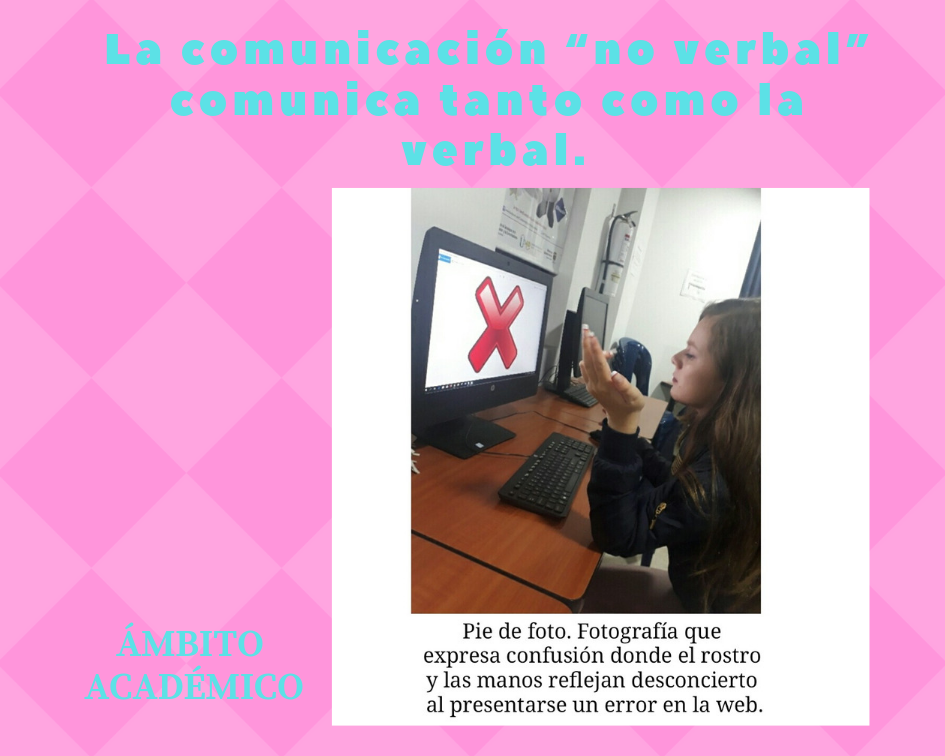 La comunicación “no verbal”
comunica tanto como la
verbal.
Pie de foto. Fotografía que
expresa confusión donde el rostro
y las manos reflejan desconcierto
al presentarse un error en la web.
ÁMBITO
ACADÉMICO